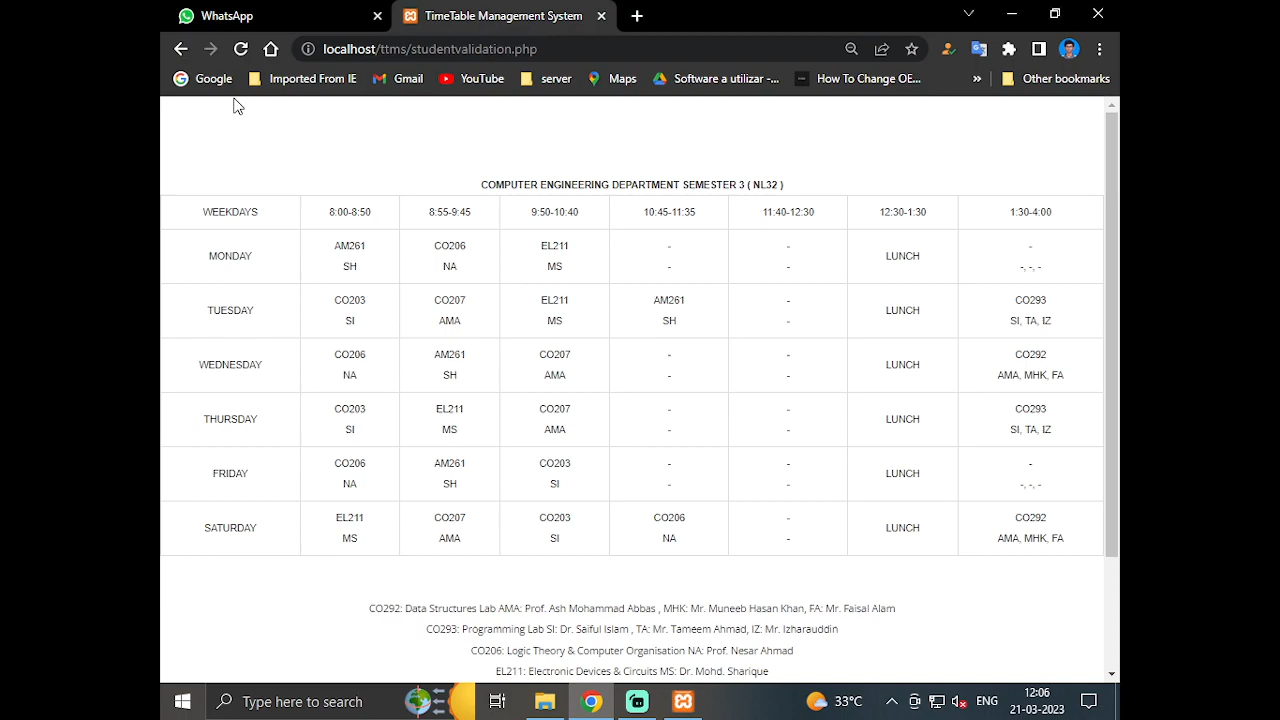 WhatsApp
TimeTable Management System
localhost/ttms/studentvalidation.php
Google Imported From IE Gmail YouTube server Maps Software a utilizar -... How To Change OE... » Other bookmarks
COMPUTER ENGINEERING DEPARTMENT SEMESTER 3 ( NL32 )
WEEKDAYS 8:00-8:50 8:55-9:45 9:50-10:40 10:45-11:35 11:40-12:30 12:30-1:30 1:30-4:00
AM261 CO206 EL211 - - -
MONDAY LUNCH
SH NA MS - - -, -, -
CO203 CO207 EL211 AM261 - CO293
TUESDAY LUNCH
SI AMA MS SH - SI, TA, IZ
CO206 AM261 CO207 - - CO292
WEDNESDAY LUNCH
NA SH AMA - - AMA, MHK, FA
CO203 EL211 CO207 - - CO293
THURSDAY LUNCH
SI MS AMA - - SI, TA, IZ
CO206 AM261 CO203 - - -
FRIDAY LUNCH
NA SH SI - - -, -, -
EL211 CO207 CO203 CO206 - CO292
SATURDAY LUNCH
MS AMA SI NA - AMA, MHK, FA
CO292: Data Structures Lab AMA: Prof. Ash Mohammad Abbas , MHK: Mr. Muneeb Hasan Khan, FA: Mr. Faisal Alam
CO293: Programming Lab SI: Dr. Saiful Islam , TA: Mr. Tameem Ahmad, IZ: Mr. Izharauddin
CO206: Logic Theory & Computer Organisation NA: Prof. Nesar Ahmad
EL211: Electronic Devices & Circuits MS: Dr. Mohd. Sharique
Type here to search 33°C ENG 12:06
21-03-2023